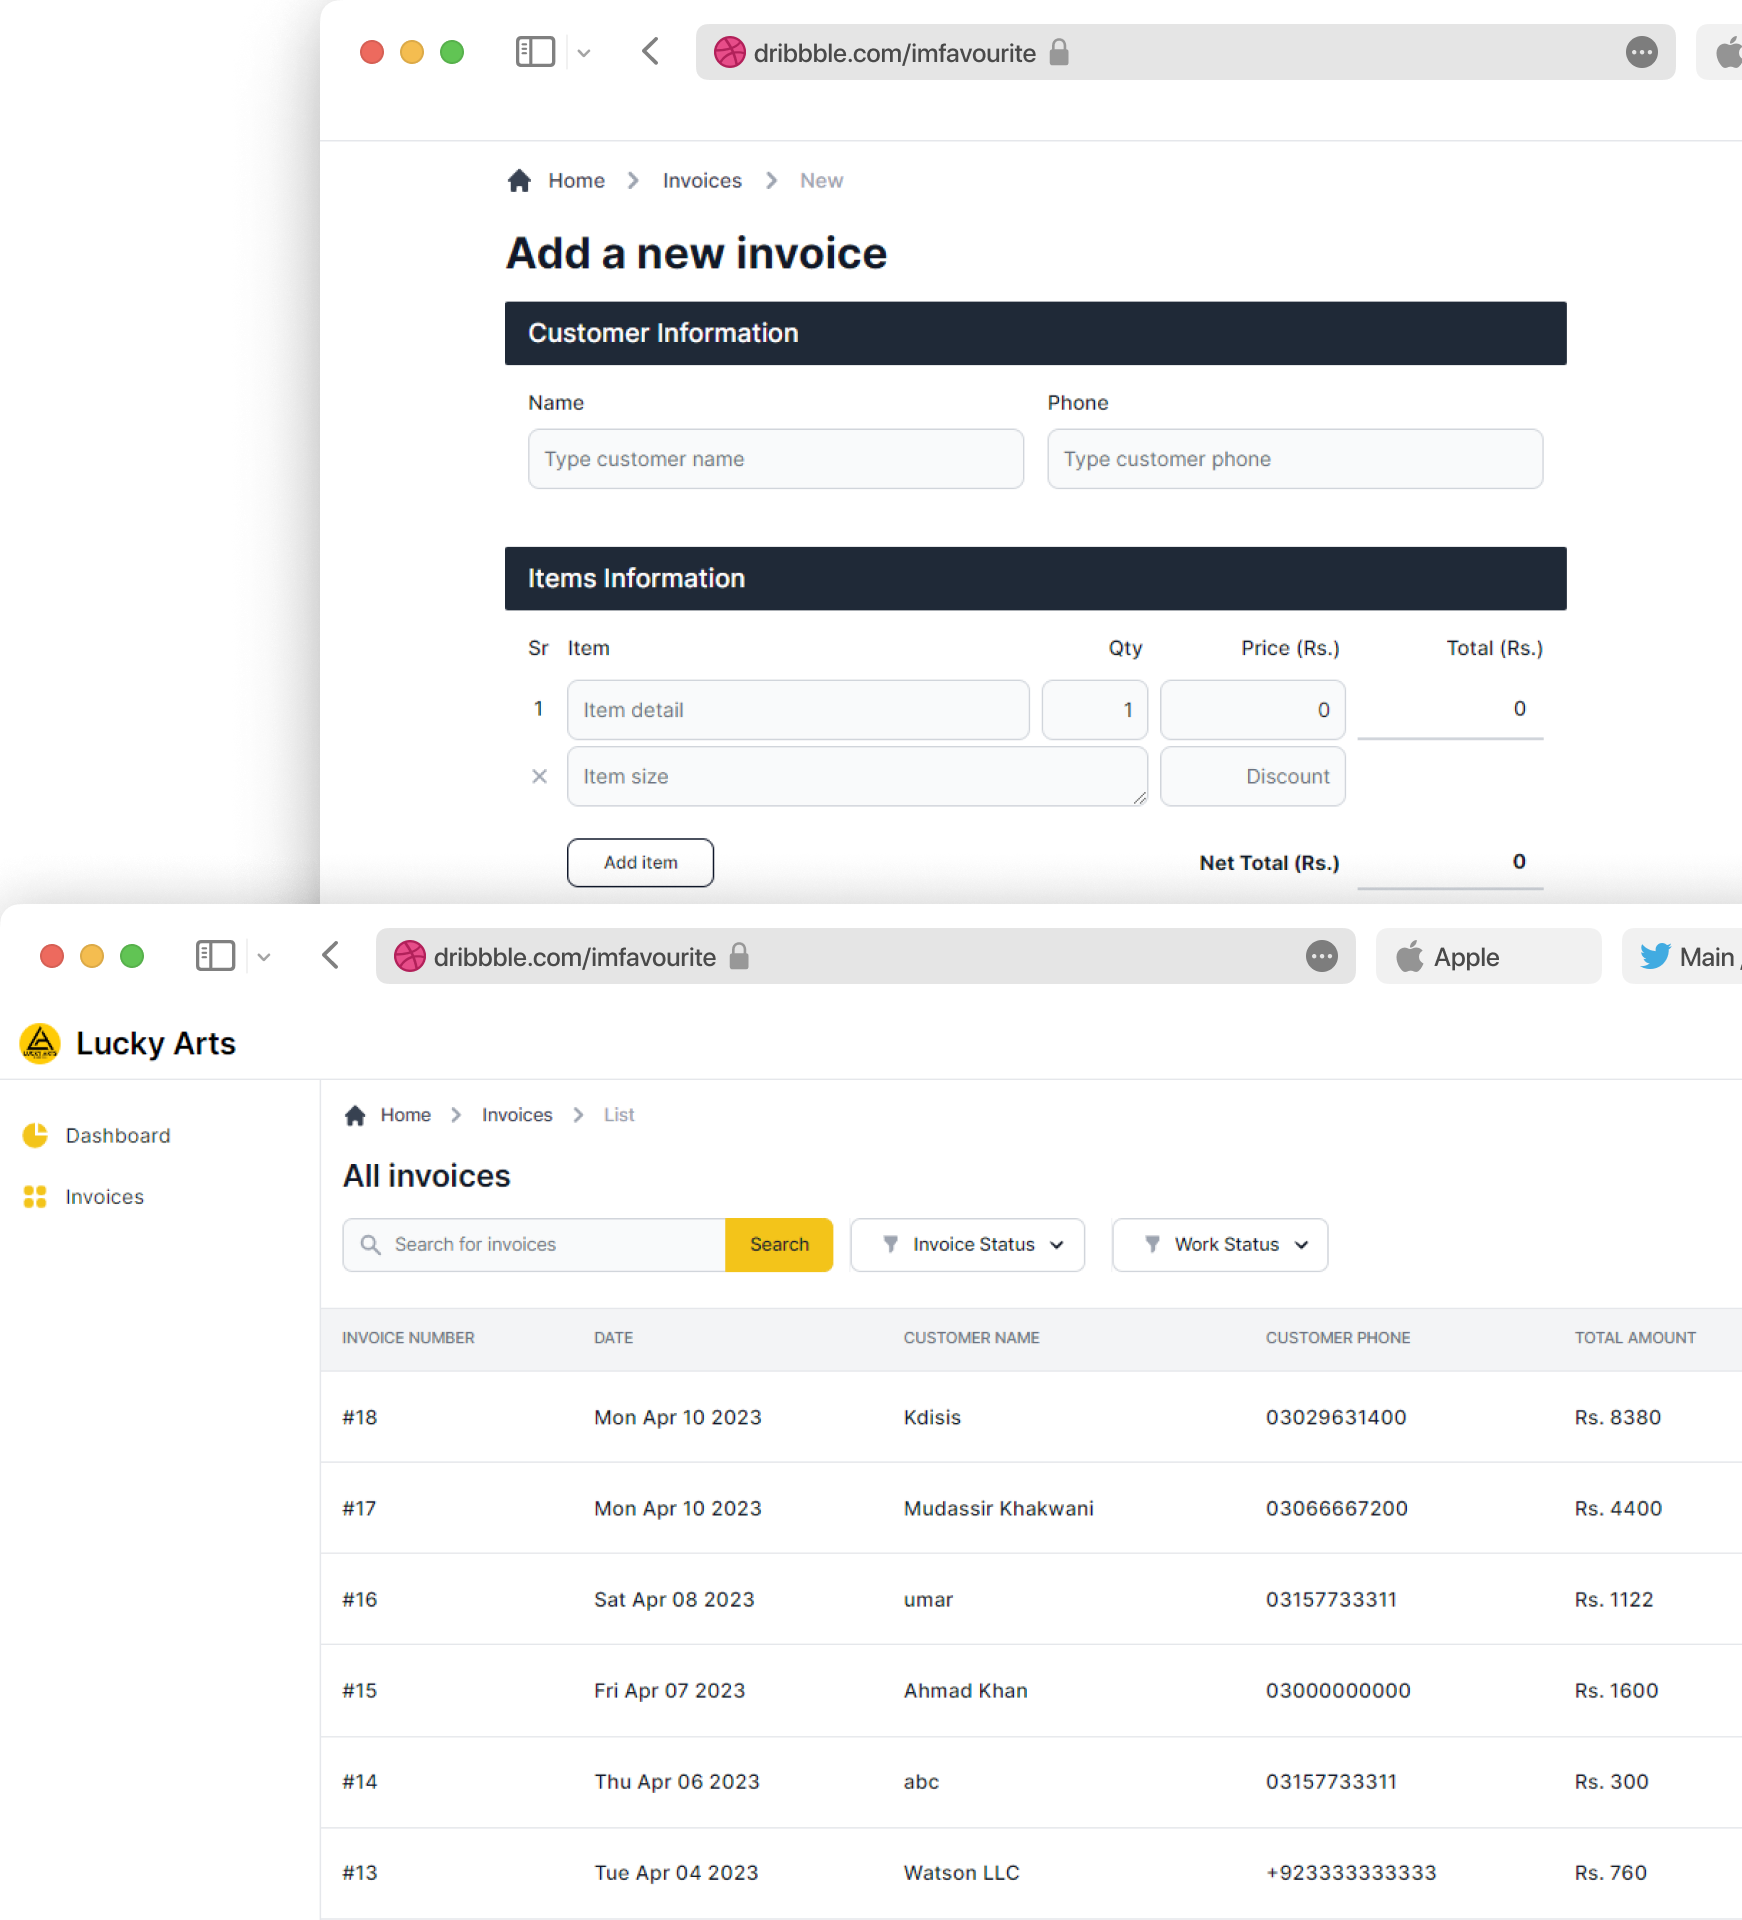 dribbble.com/imfavourite
Home Invoices New
Add a new invoice
Customer Information
Name Phone
Type customer name Type customer phone
Items Information
Sr Item Qty Price (Rs.) Total (Rs.)
1 Item detail 1 0 0
Item size Discount
Add item Net Total (Rs.) 0
dribbble.com/imfavourite Apple Main
Lucky Arts
Dashboard
Invoices
Home Invoices List
All invoices
Search for invoices Search Invoice Status Work Status
INVOICE NUMBER DATE CUSTOMER NAME CUSTOMER PHONE TOTAL AMOUNT
#18 Mon Apr 10 2023 Kdisis 03029631400 Rs. 8380
#17 Mon Apr 10 2023 Mudassir Khakwani 03066667200 Rs. 4400
#16 Sat Apr 08 2023 umar 03157733311 Rs. 1122
#15 Fri Apr 07 2023 Ahmad Khan 03000000000 Rs. 1600
#14 Thu Apr 06 2023 abc 03157733311 Rs. 300
#13 Tue Apr 04 2023 Watson LLC +923333333333 Rs. 760